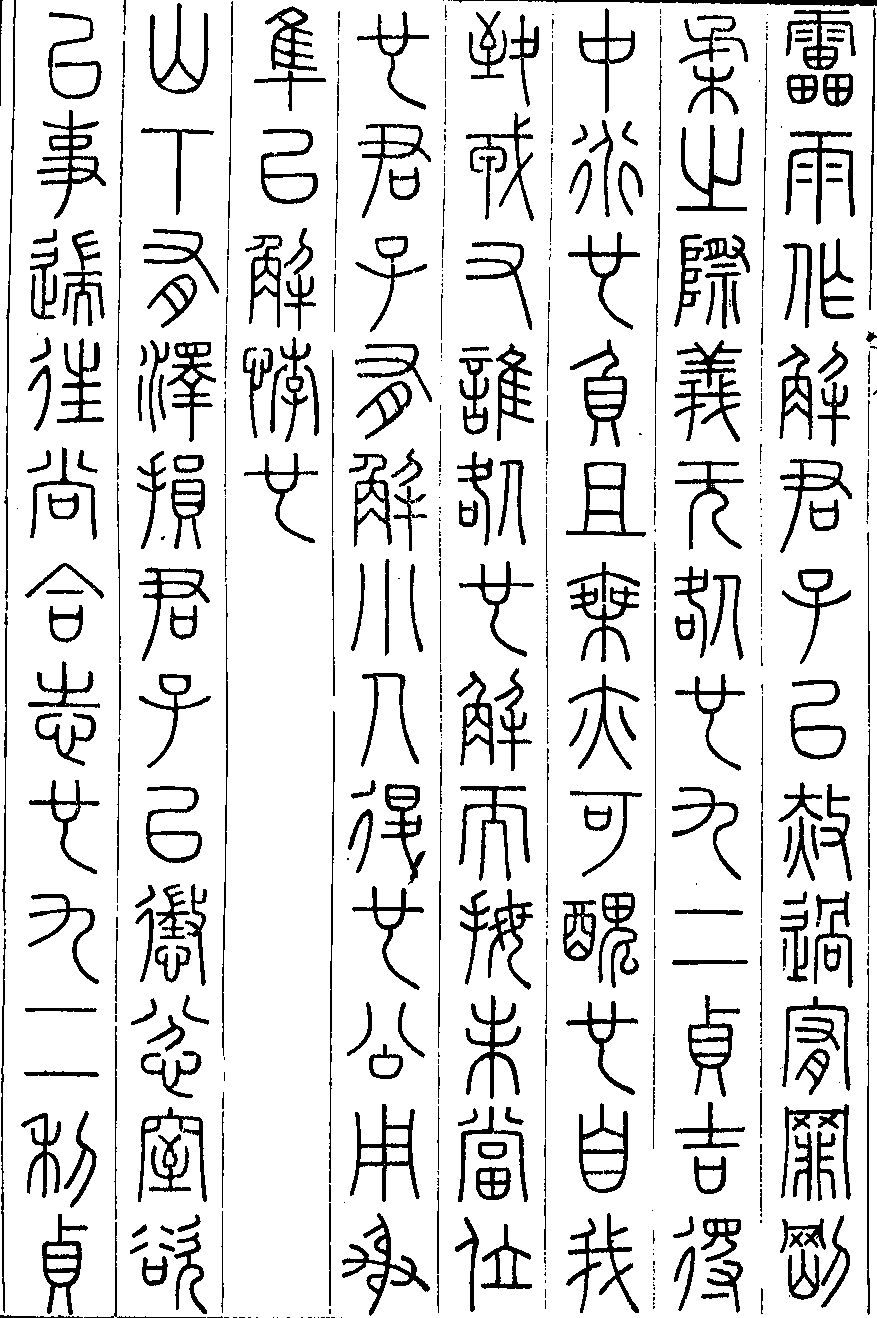 靁雨作解君子以赦過宥罪剛
柔之際義无咎也九二貞吉得
中道也負且乘亦可醜也自我
致戎又誰咎也解而拇未當位
也君子有解小人退也公用射
隼以解悖也
山下有澤損君子以懲忿窒欲
已事遄往尚合志也九二利貞